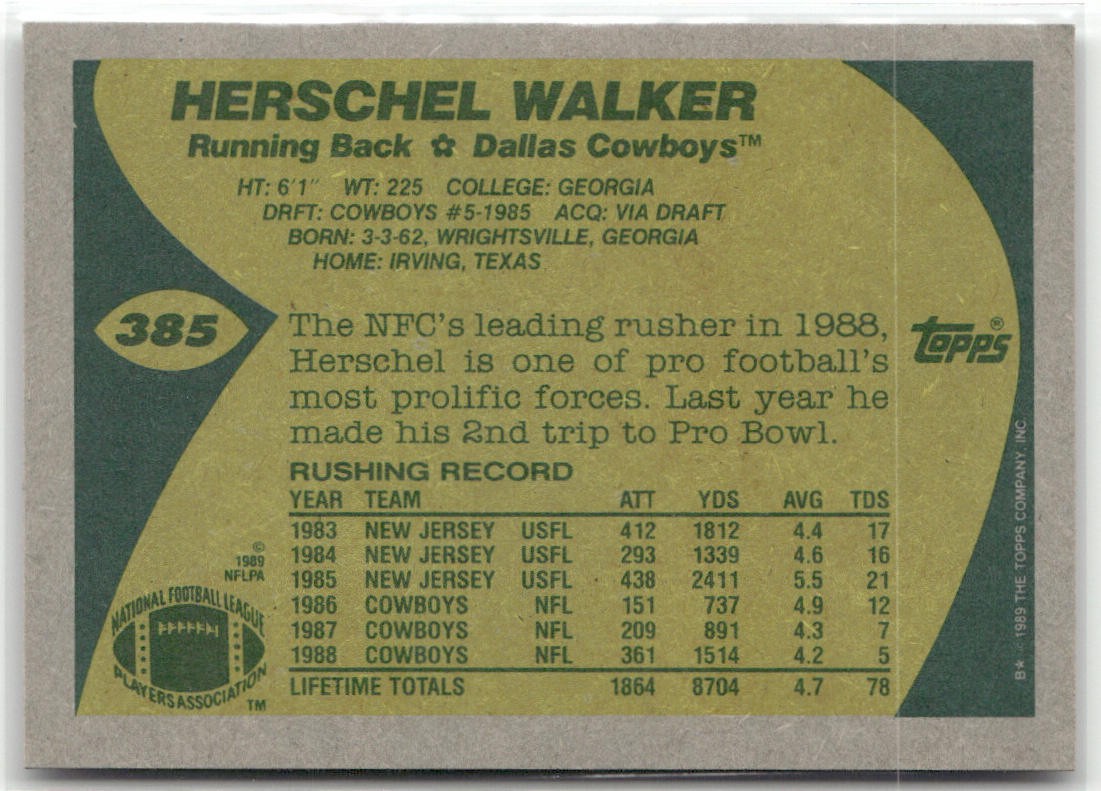 HERSCHEL WALKER
Running Back ✿ Dallas Cowboys™
HT: 6'1" WT: 225 COLLEGE: GEORGIA
DRFT: COWBOYS #5-1985 ACQ: VIA DRAFT
BORN: 3-3-62, WRIGHTSVILLE, GEORGIA
HOME: IRVING, TEXAS
385
The NFC's leading rusher in 1988,
Herschel is one of pro football's
most prolific forces. Last year he
made his 2nd trip to Pro Bowl.
TOPPS®
RUSHING RECORD
YEAR TEAM ATT YDS AVG TDS
1983 NEW JERSEY USFL 412 1812 4.4 17
1984 NEW JERSEY USFL 293 1339 4.6 16
1985 NEW JERSEY USFL 438 2411 5.5 21
1986 COWBOYS NFL 151 737 4.9 12
1987 COWBOYS NFL 209 891 4.3 7
1988 COWBOYS NFL 361 1514 4.2 5
LIFETIME TOTALS 1864 8704 4.7 78
©
1989
NFLPA
NATIONAL FOOTBALL LEAGUE
PLAYERS ASSOCIATION
TM
B★ © 1989 THE TOPPS COMPANY, INC.